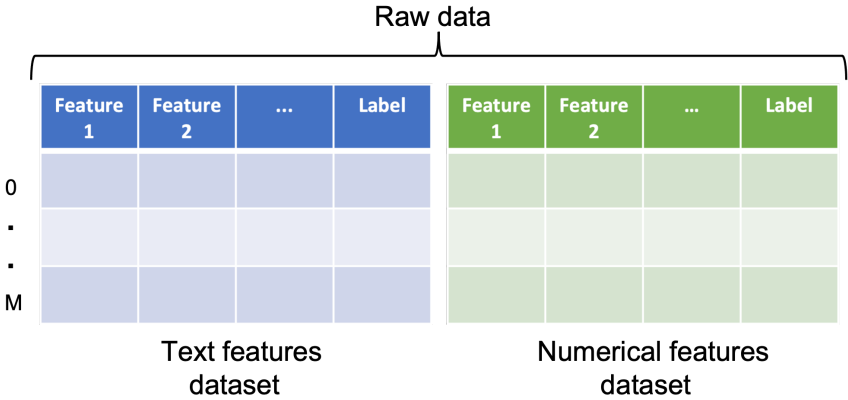 Raw data
Feature Feature ... Label Feature Feature ... Label
1 2 1 2
0
.
.
M
Text features Numerical features
dataset dataset